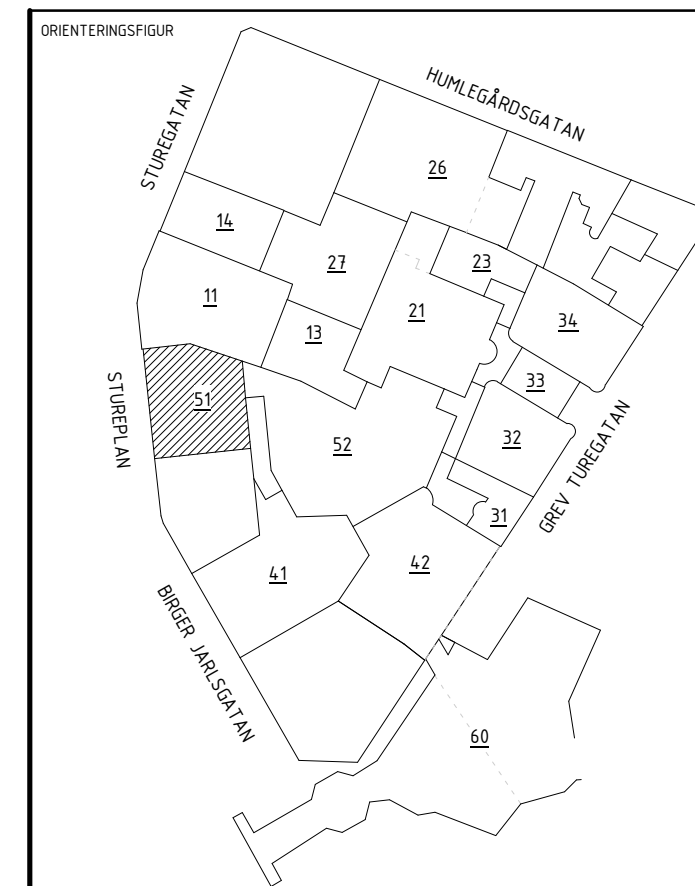 ORIENTERINGSFIGUR
HUMLEGÅRDSGATAN
STUREGATAN
26
14
27
23
11
21
13
34
33
51
STUREPLAN
32
52
GREV TUREGATAN
31
42
41
BIRGER JARLSGATAN
60